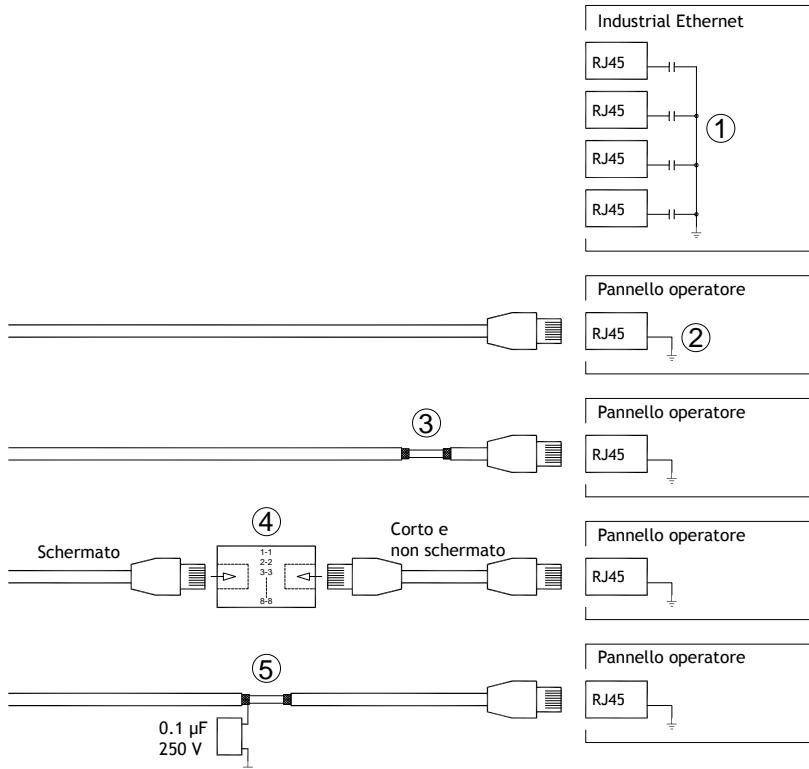 Industrial Ethernet
RJ45
RJ45
1
RJ45
RJ45
Pannello operatore
RJ45
2
Pannello operatore
3
RJ45
Pannello operatore
4
Corto e
non schermato
Schermato
1-1
2-2
3-3
8-8
RJ45
Pannello operatore
5
RJ45
0.1 µF
250 V